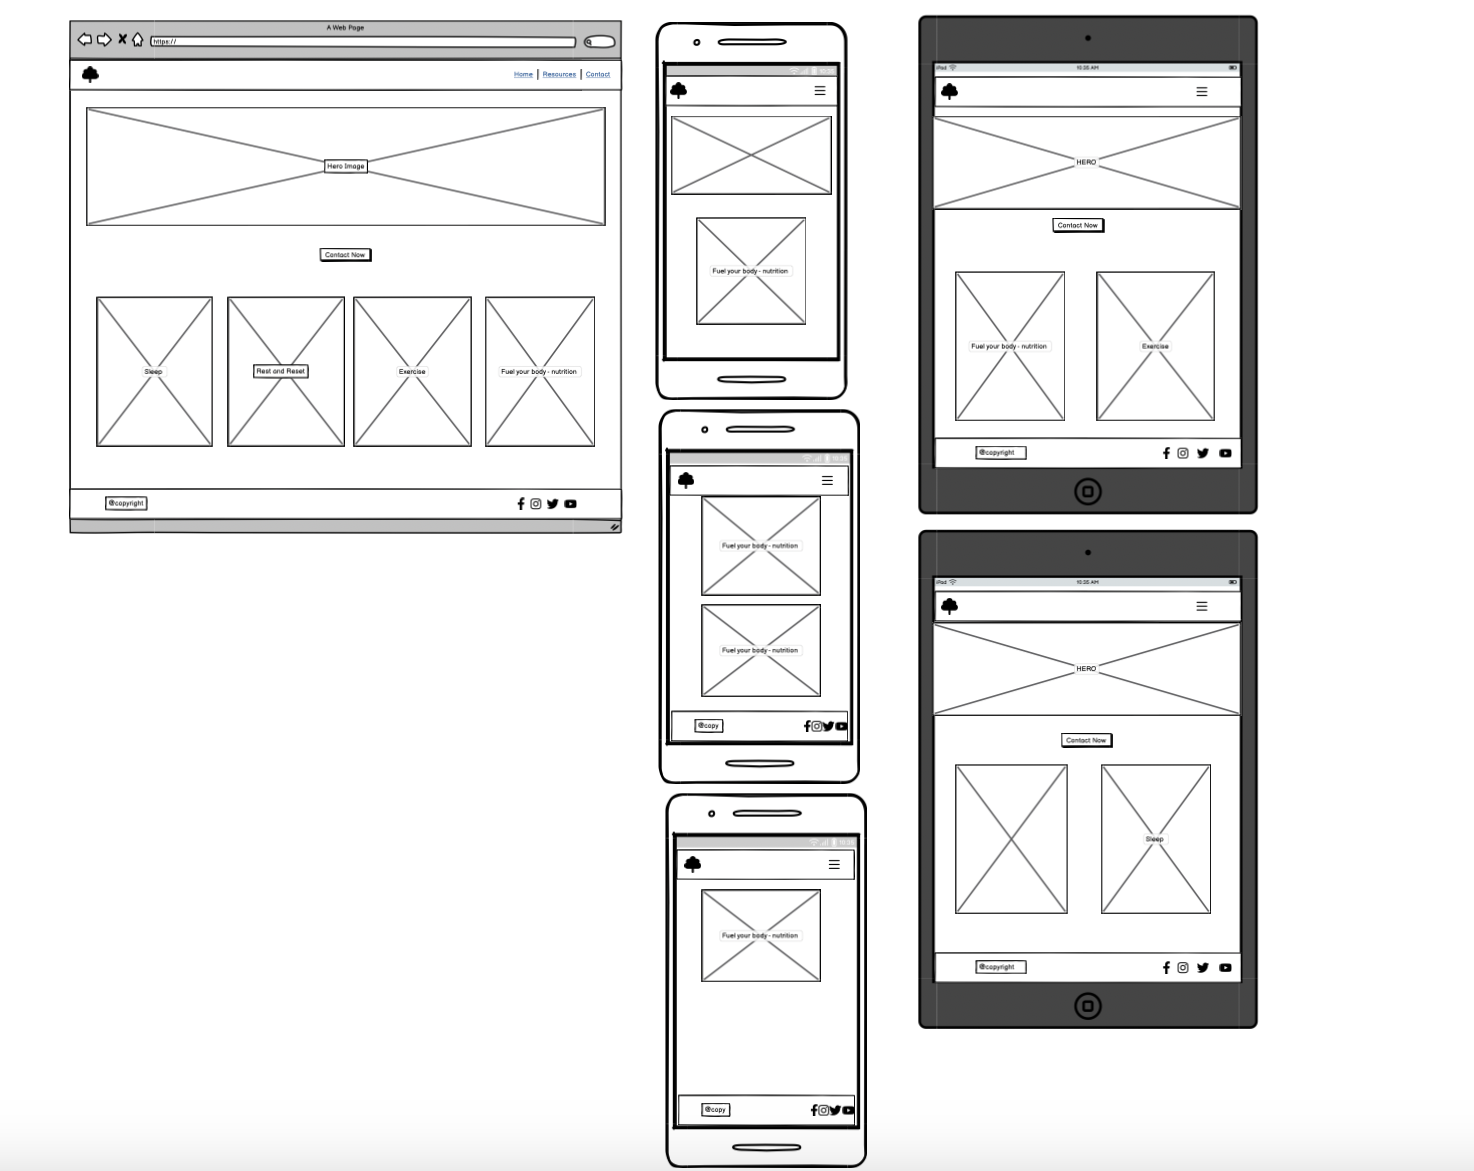 A Web Page
https://
Home | Resources | Contact
Hero Image
Contact Now
Sleep
Rest and Reset
Exercise
Fuel your body - nutrition
@copyright
Fuel your body - nutrition
Fuel your body - nutrition
Fuel your body - nutrition
@copy
Fuel your body - nutrition
@copy
iPad 10:35 AM
HERO
Contact Now
Fuel your body - nutrition
Exercise
@copyright
iPad 10:35 AM
HERO
Contact Now
Sleep
@copyright